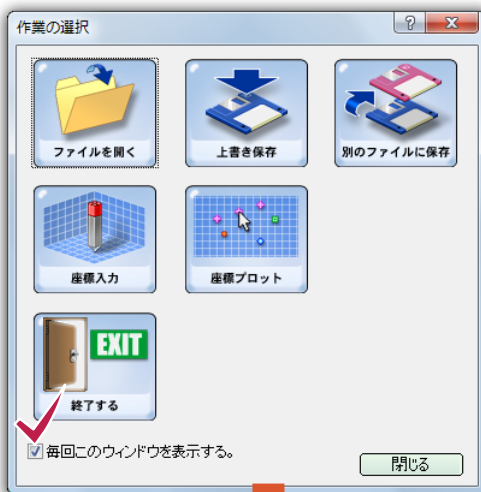 作業の選択
ファイルを開く
上書き保存
別のファイルに保存
座標入力
座標プロット
EXIT
終了する
毎回このウィンドウを表示する。
閉じる